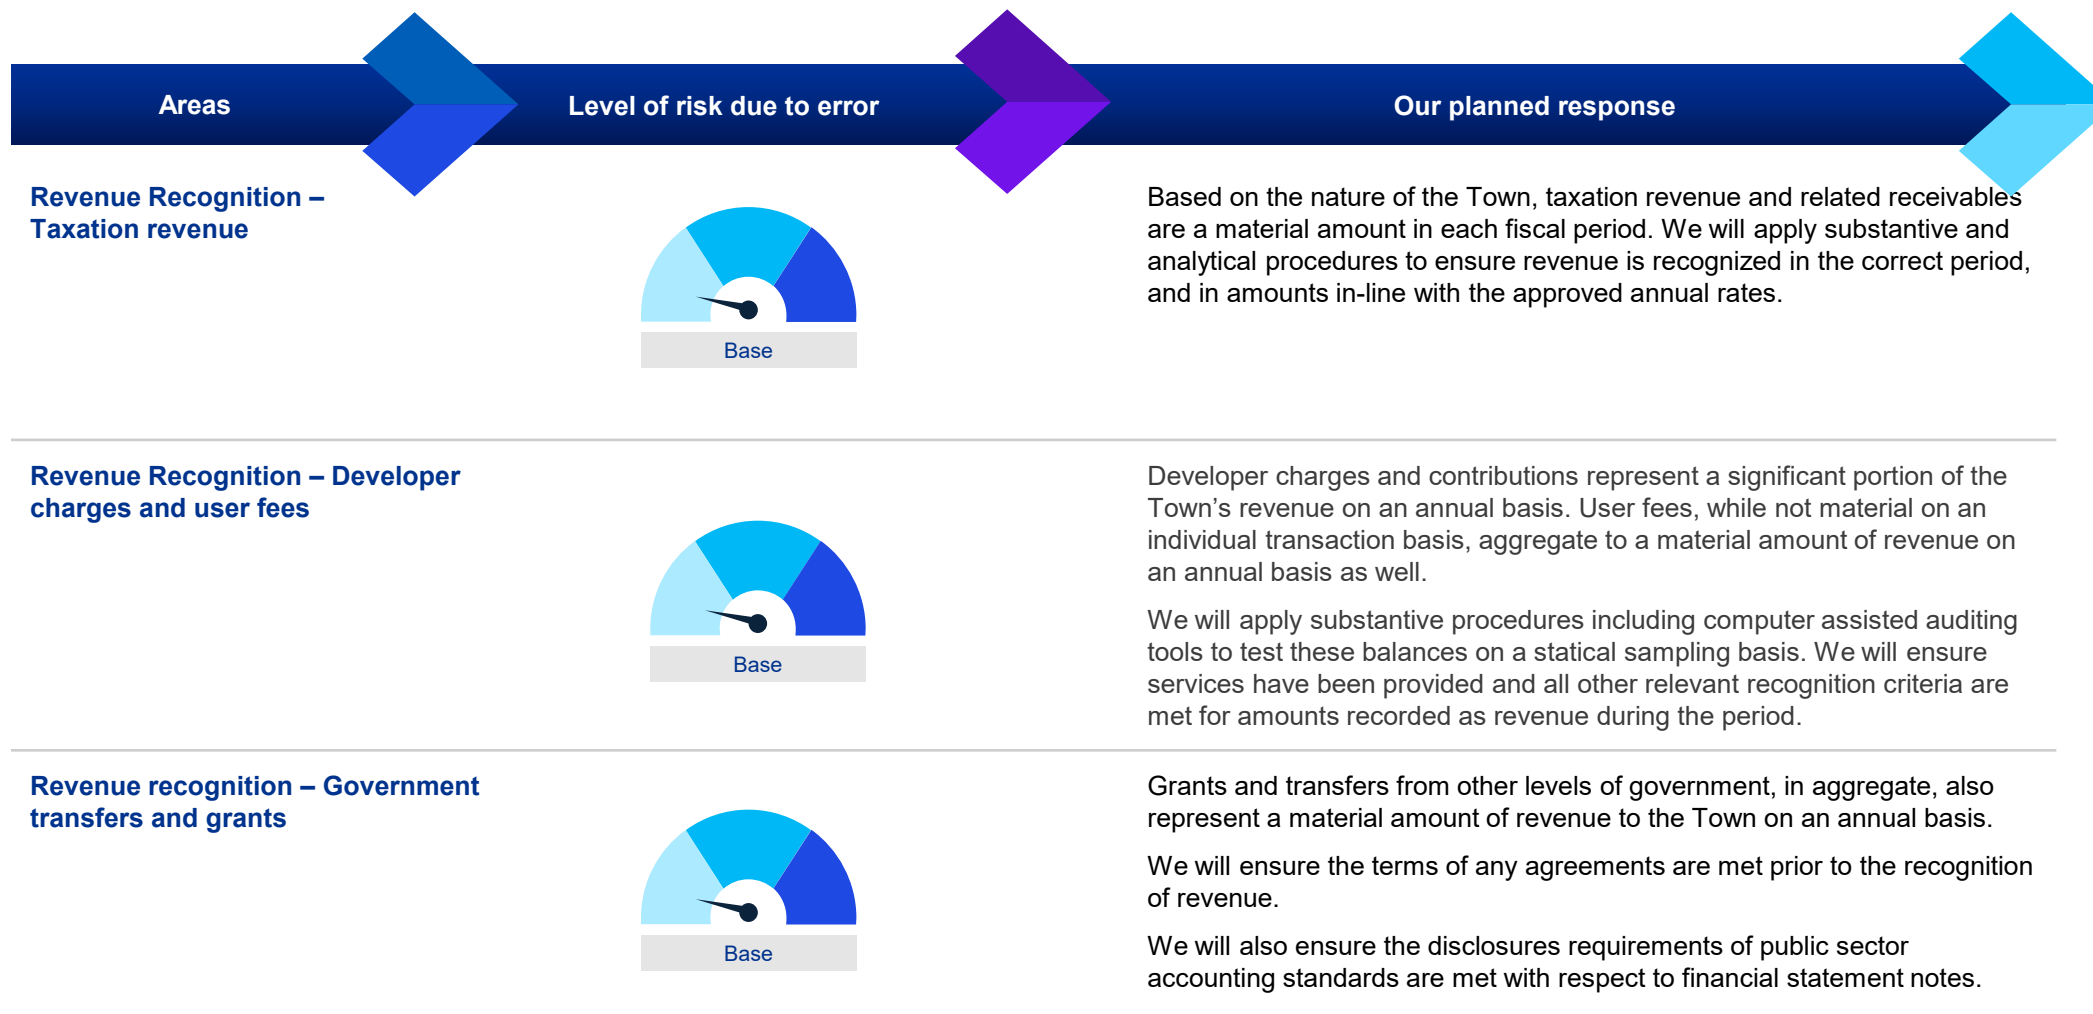 Areas
Level of risk due to error
Our planned response
Revenue Recognition –
Taxation revenue
Base
Based on the nature of the Town, taxation revenue and related receivables
are a material amount in each fiscal period. We will apply substantive and
analytical procedures to ensure revenue is recognized in the correct period,
and in amounts in-line with the approved annual rates.
Revenue Recognition – Developer
charges and user fees
Base
Developer charges and contributions represent a significant portion of the
Town’s revenue on an annual basis. User fees, while not material on an
individual transaction basis, aggregate to a material amount of revenue on
an annual basis as well.
We will apply substantive procedures including computer assisted auditing
tools to test these balances on a statical sampling basis. We will ensure
services have been provided and all other relevant recognition criteria are
met for amounts recorded as revenue during the period.
Revenue recognition – Government
transfers and grants
Base
Grants and transfers from other levels of government, in aggregate, also
represent a material amount of revenue to the Town on an annual basis.
We will ensure the terms of any agreements are met prior to the recognition
of revenue.
We will also ensure the disclosures requirements of public sector
accounting standards are met with respect to financial statement notes.